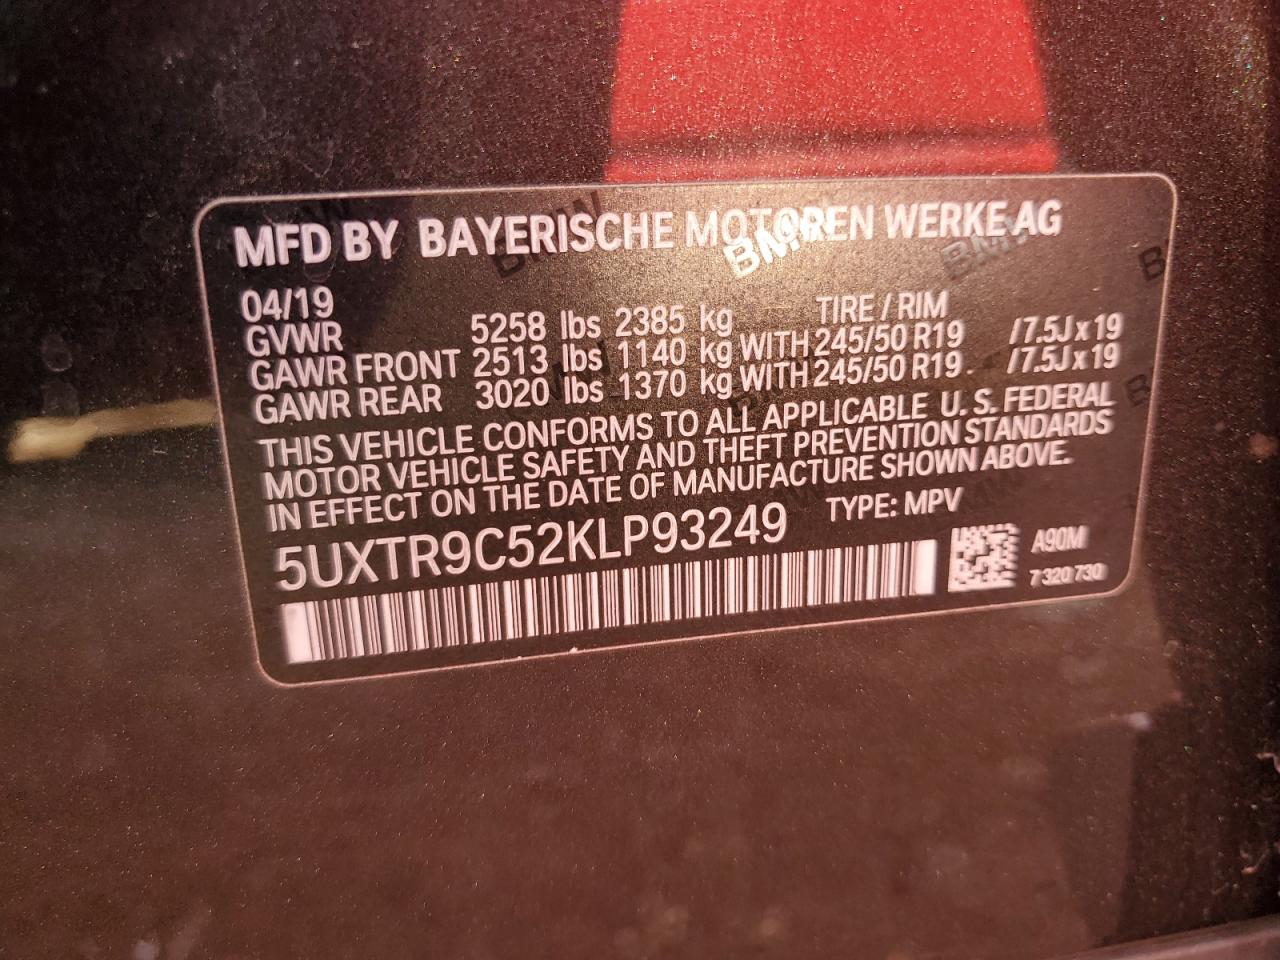 MFD BY BAYERISCHE MOTOREN WERKE AG
04/19 TIRE / RIM
GVWR 5258 lbs 2385 kg
GAWR FRONT 2513 lbs 1140 kg WITH 245/50 R19 /7.5J x 19
GAWR REAR 3020 lbs 1370 kg WITH 245/50 R19 /7.5J x 19
THIS VEHICLE CONFORMS TO ALL APPLICABLE U. S. FEDERAL
MOTOR VEHICLE SAFETY AND THEFT PREVENTION STANDARDS
IN EFFECT ON THE DATE OF MANUFACTURE SHOWN ABOVE.
5UXTR9C52KLP93249 TYPE: MPV
A90M
7 320 730
BMW
BMW
BMW